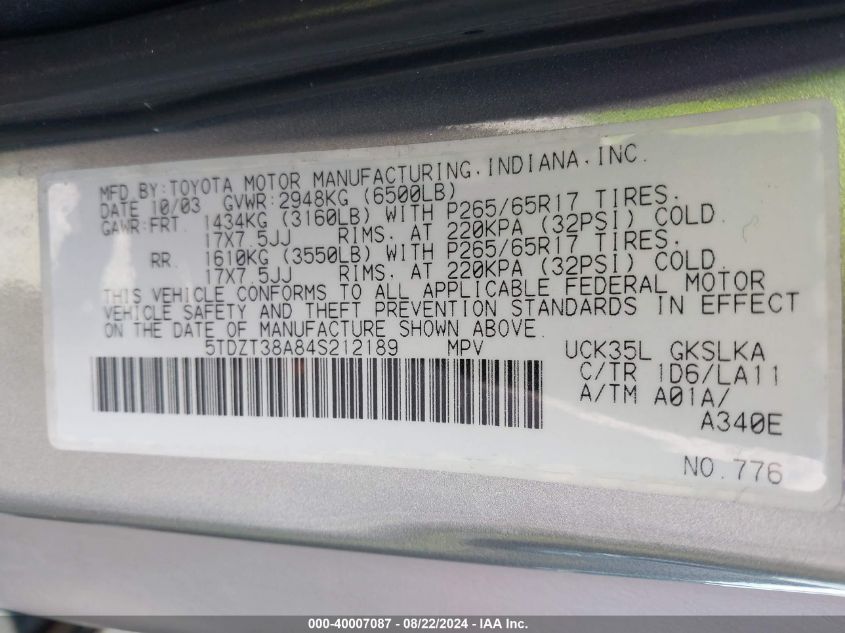 MFD.BY:TOYOTA MOTOR MANUFACTURING,INDIANA,INC.
DATE 10/03 GVWR:2948KG (6500LB)
GAWR:FRT. 1434KG (3160LB) WITH P265/65R17 TIRES.
17X7.5JJ RIMS. AT 220KPA (32PSI) COLD.
RR. 1610KG (3550LB) WITH P265/65R17 TIRES.
17X7.5JJ RIMS. AT 220KPA (32PSI) COLD.
THIS VEHICLE CONFORMS TO ALL APPLICABLE FEDERAL MOTOR
VEHICLE SAFETY AND THEFT PREVENTION STANDARDS IN EFFECT
ON THE DATE OF MANUFACTURE SHOWN ABOVE.
5TDZT38A84S212189 MPV UCK35L GKSLKA
C/TR 1D6/LA11
A/TM A01A/
A340E
NO.776
000-40007087 - 08/22/2024 - IAA Inc.